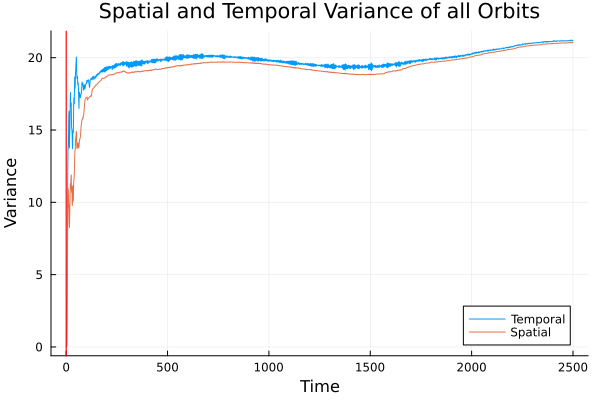 Spatial and Temporal Variance of all Orbits
Variance
20
15
10
5
0
0 500 1000 1500 2000 2500
Time
Temporal
Spatial